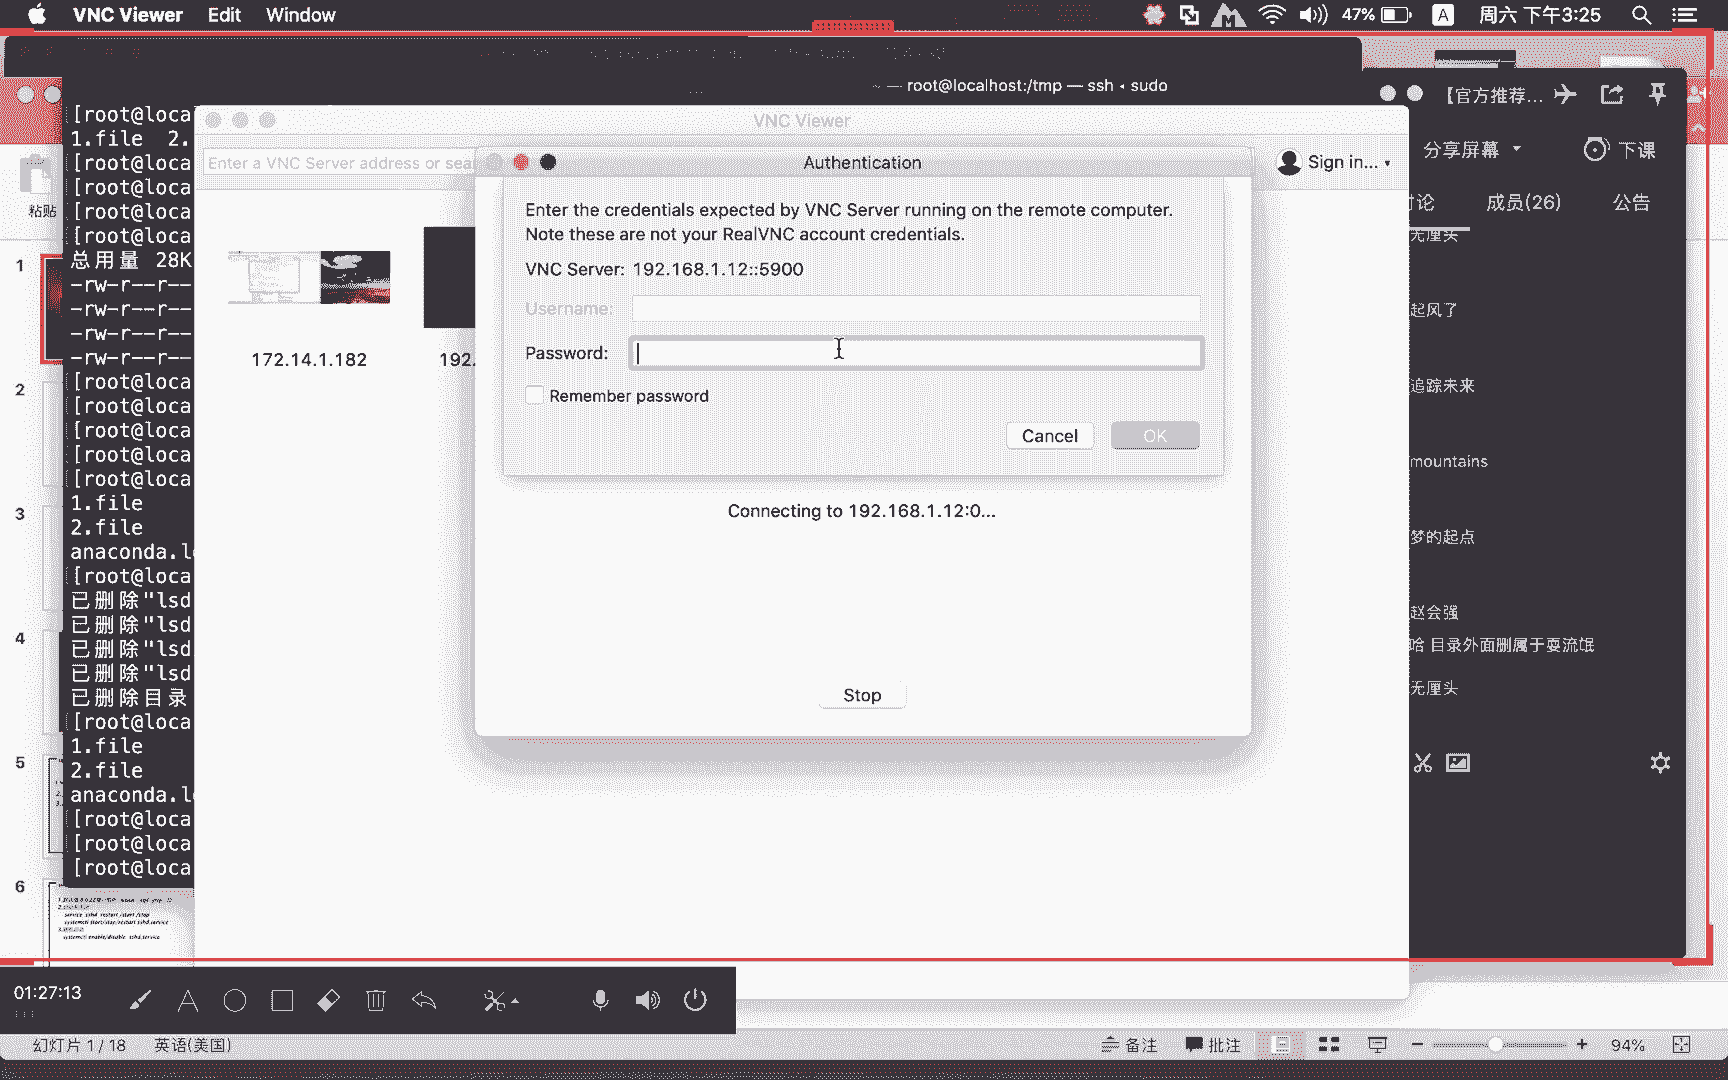 VNC Viewer Edit Window 47% A 周六 下午3:25
~ — root@localhost:/tmp — ssh ◂ sudo
[root@loca
1.file 2.
[root@loca
[root@loca
[root@loca
[root@loca
总用量 28K
-rw-r--r--
-rw-r--r--
-rw-r--r--
-rw-r--r--
[root@loca
[root@loca
[root@loca
[root@loca
[root@loca
1.file
2.file
anaconda.l
[root@loca
已删除"lsd
已删除"lsd
已删除"lsd
已删除"lsd
已删除目录
[root@loca
1.file
2.file
anaconda.l
[root@loca
[root@loca
[root@loca
粘贴
1
2
3
4
5
6
service sshd restart /start /stop
systemctl enable/disable sshd.service
VNC Viewer
Enter a VNC Server address or sea
Sign in...
172.14.1.182
192.
Authentication
Enter the credentials expected by VNC Server running on the remote computer.
Note these are not your RealVNC account credentials.
VNC Server: 192.168.1.12::5900
Username:
Password:
Remember password
Cancel
OK
Connecting to 192.168.1.12:0...
Stop
【官方推荐...
分享屏幕
下课
讨论
成员(26)
公告
无厘头
起风了
追踪未来
mountains
梦的起点
赵会强
哈 目录外面删属于耍流氓
无厘头
01:27:13
幻灯片 1 / 18 英语(美国)
备注 批注 94%